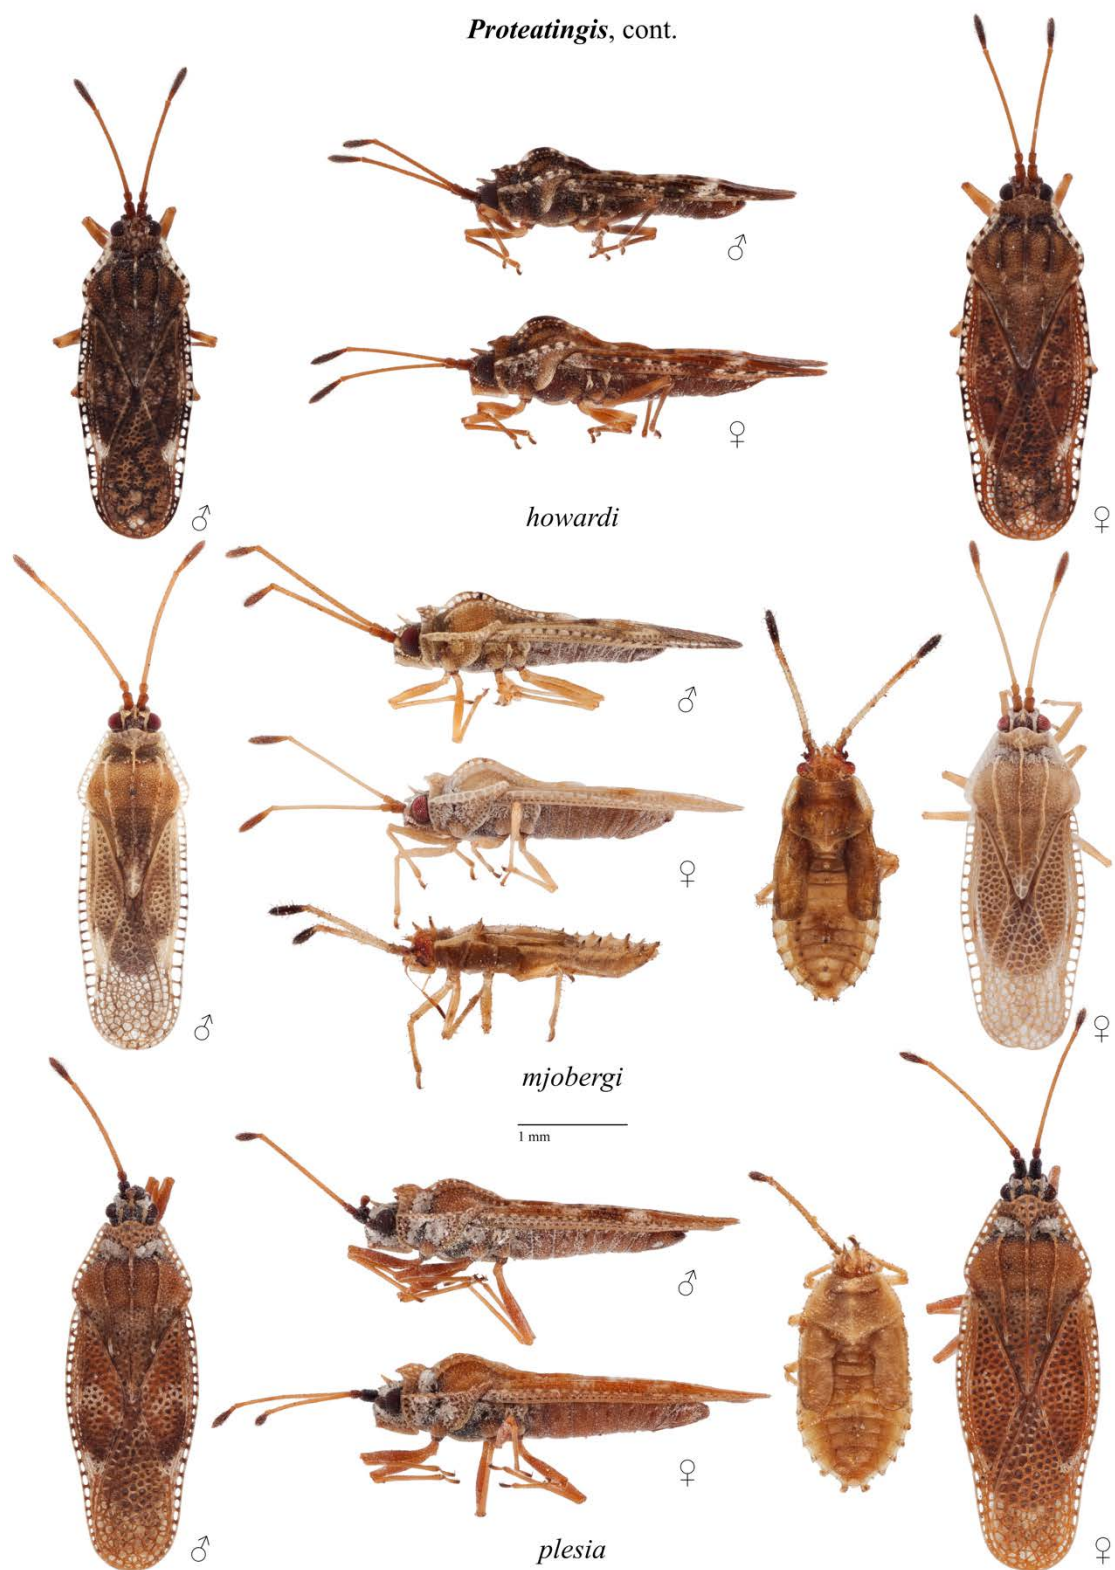 Proteatingis, cont.
♂
♀
♂
howardi
♀
♂
♀
♂
mjobergi
♀
1 mm
♂
♀
♂
plesia
♀